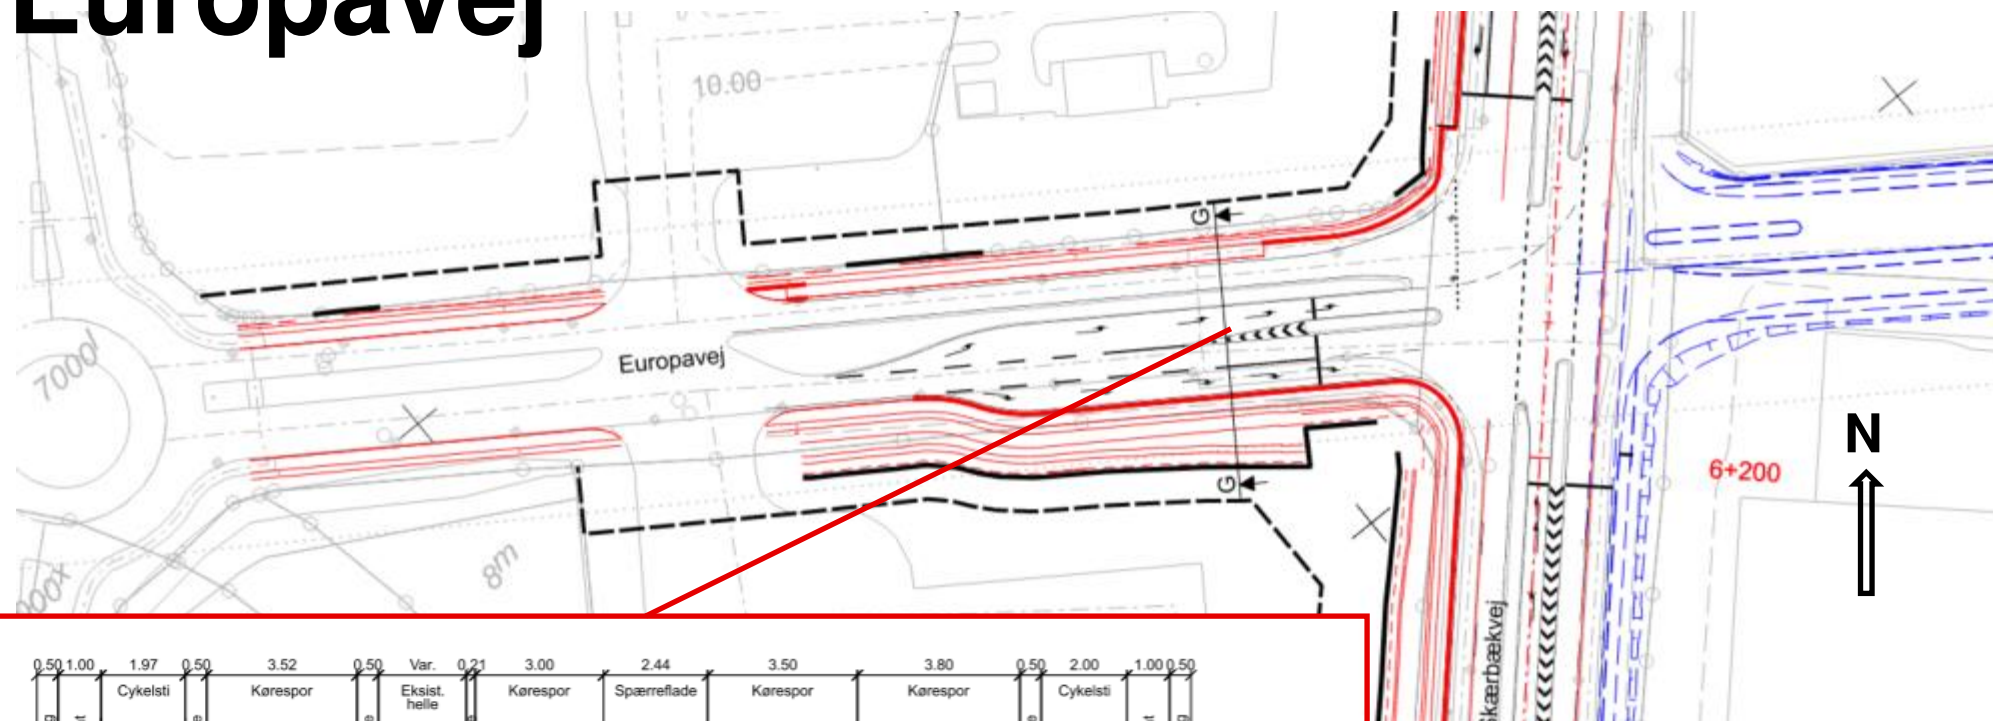 Europavej
10.00
G
7000l
Europavej
G
N
6+200
8m
000x
Skærbækvej
0.50 1.00 1.97 0.50 3.52 0.50 Var. 0.21 3.00 2.44 3.50 3.80 0.50 2.00 1.00 0.50
Cykelsti Kørespor Eksist. Kørespor Spærreflade Kørespor Kørespor Cykelsti
helle